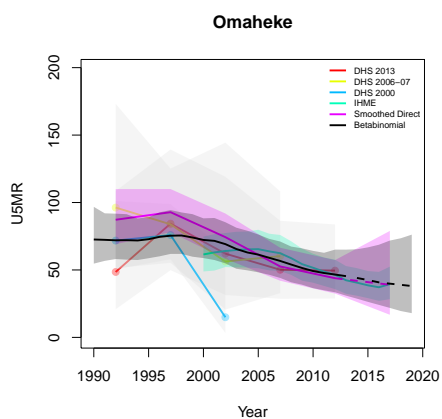 Omaheke
200
150
100
50
0
U5MR
DHS 2013
DHS 2006–07
DHS 2000
IHME
Smoothed Direct
Betabinomial
1990 1995 2000 2005 2010 2015 2020
Year